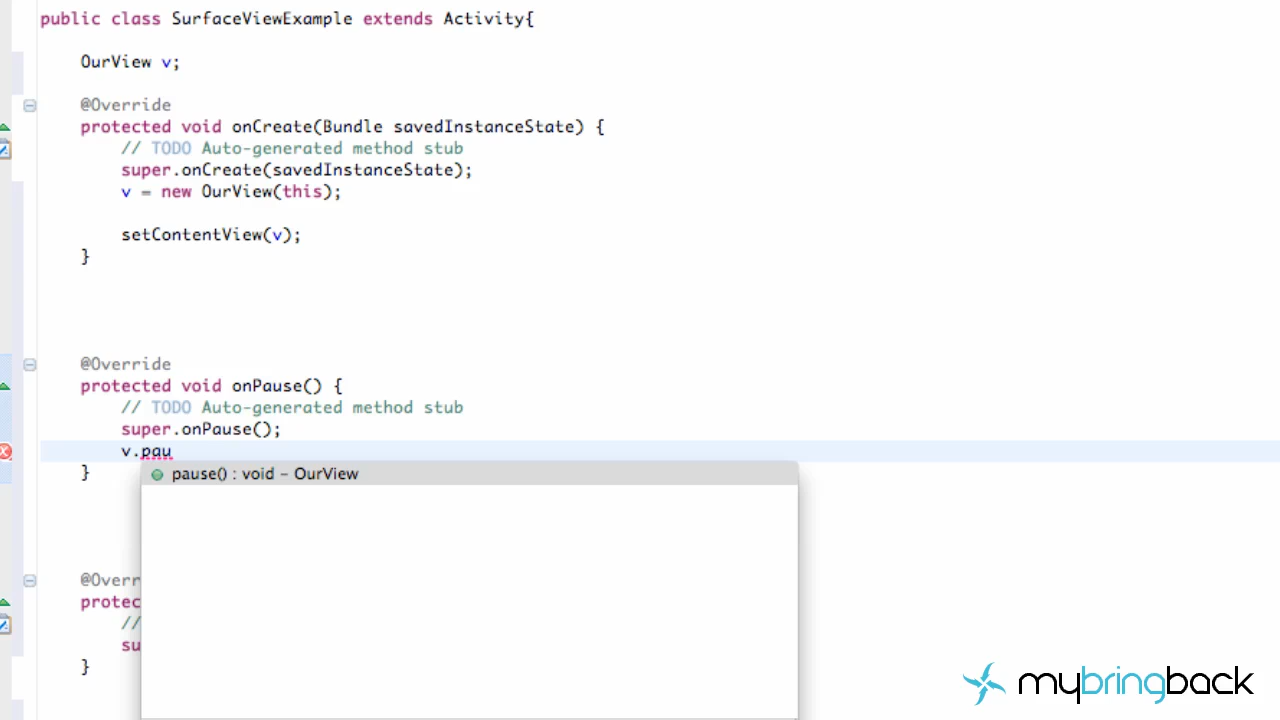 public class SurfaceViewExample extends Activity{
OurView v;
@Override
protected void onCreate(Bundle savedInstanceState) {
// TODO Auto-generated method stub
super.onCreate(savedInstanceState);
v = new OurView(this);
setContentView(v);
}
@Override
protected void onPause() {
// TODO Auto-generated method stub
super.onPause();
v.pau
}
pause() : void – OurView
@Overr
protec
//
su
}
mybringback